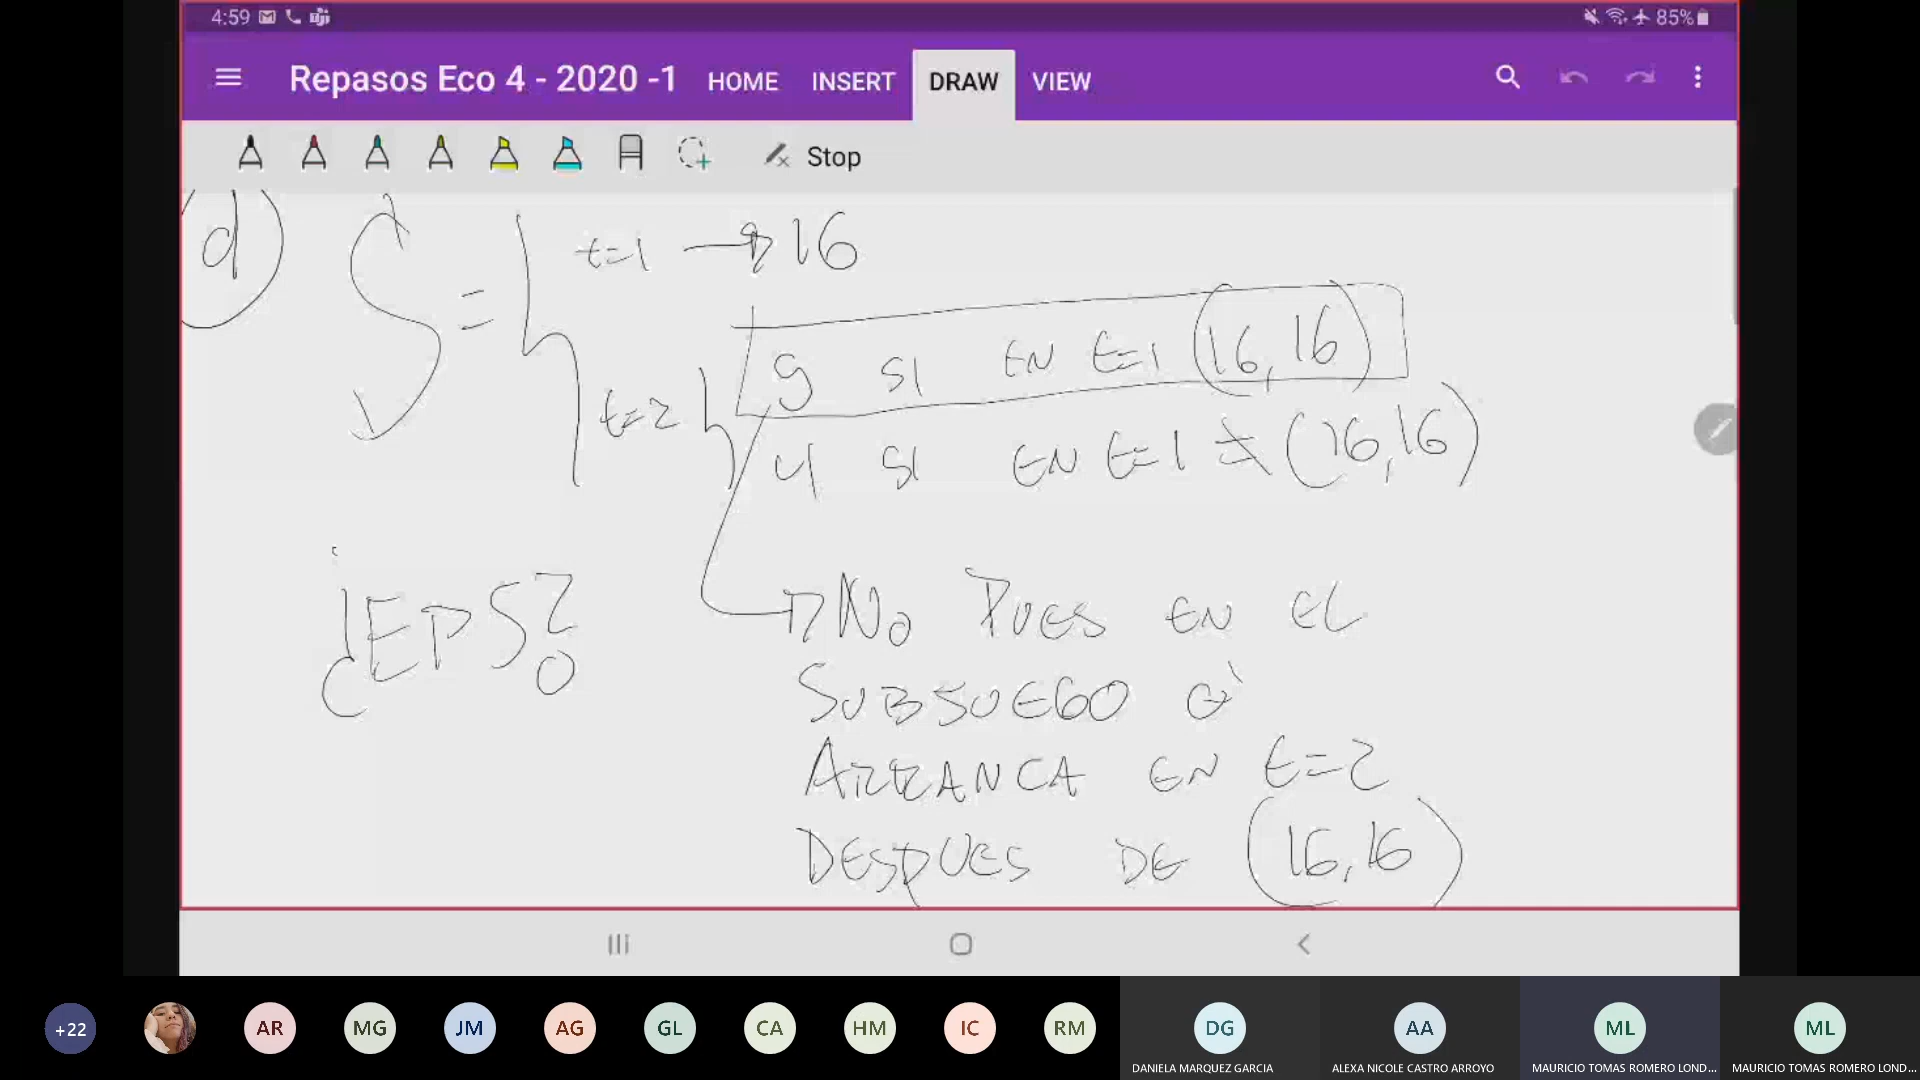 4:59 85%
Repasos Eco 4 - 2020 -1 HOME INSERT DRAW VIEW
Stop
d S = t=1 → 16
t=2 9 SI EN t=1 (16,16)
4 SI EN t=1 ≠ (16,16)
¿EPS? → NO PUES EN EL
SUBJUEGO Q'
ARRANCA EN t=2
DESPUES DE (16,16)
+22 AR MG JM AG GL CA HM IC RM DG AA ML ML
DANIELA MARQUEZ GARCIA ALEXA NICOLE CASTRO ARROYO MAURICIO TOMAS ROMERO LOND... MAURICIO TOMAS ROMERO LOND...